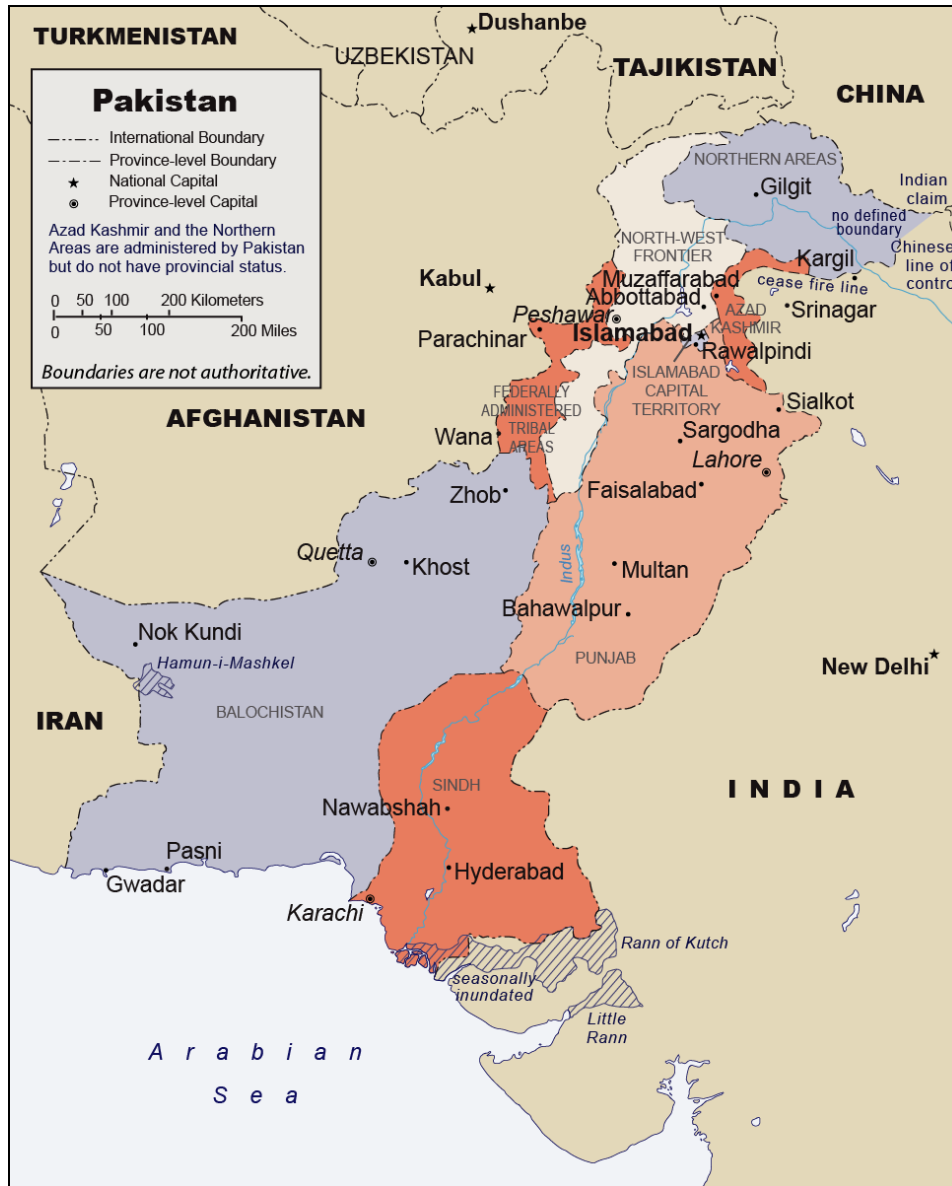 TURKMENISTAN
UZBEKISTAN
Dushanbe
TAJIKISTAN
CHINA
Pakistan
International Boundary
Province-level Boundary
National Capital
Province-level Capital
Azad Kashmir and the Northern
Areas are administered by Pakistan
but do not have provincial status.
0 50 100 200 Kilometers
0 50 100 200 Miles
Boundaries are not authoritative.
NORTHERN AREAS
Gilgit
Indian
claim
no defined
boundary
Chinese
line of
control
Kargil
cease fire line
NORTH-WEST
FRONTIER
Muzaffarabad
Abbottabad
Kabul
Peshawar
Islamabad
AZAD
KASHMIR
Srinagar
Parachinar
Rawalpindi
ISLAMABAD
CAPITAL
TERRITORY
FEDERALLY
ADMINISTERED
TRIBAL
AREAS
AFGHANISTAN
Wana
Sialkot
Sargodha
Lahore
Zhob
Faisalabad
Quetta
Khost
Indus
Multan
Bahawalpur
Nok Kundi
Hamun-i-Mashkel
PUNJAB
New Delhi
IRAN
BALOCHISTAN
SINDH
INDIA
Nawabshah
Pasni
Gwadar
Hyderabad
Karachi
Rann of Kutch
seasonally
inundated
Little
Rann
Arabian
Sea